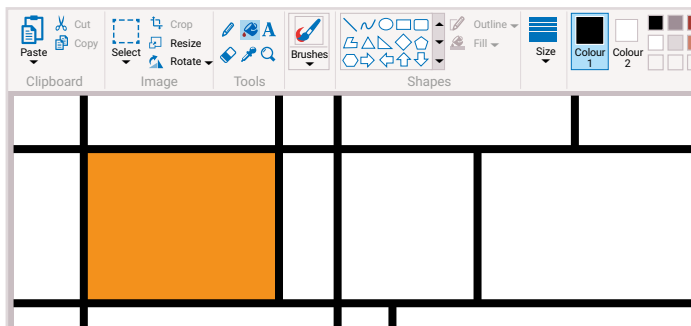 Paste
Cut
Copy
Clipboard
Select
Crop
Resize
Rotate
Image
A
Tools
Brushes
Outline
Fill
Shapes
Size
Colour
1
Colour
2